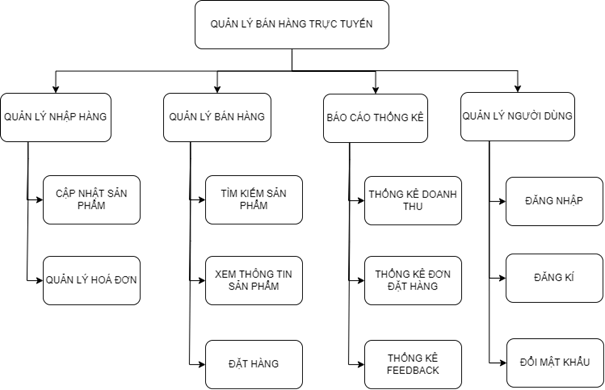 QUẢN LÝ BÁN HÀNG TRỰC TUYẾN
QUẢN LÝ NHẬP HÀNG
QUẢN LÝ BÁN HÀNG
BÁO CÁO THỐNG KÊ
QUẢN LÝ NGƯỜI DÙNG
CẬP NHẬT SẢN
PHẨM
TÌM KIẾM SẢN
PHẨM
THỐNG KÊ DOANH
THU
ĐĂNG NHẬP
QUẢN LÝ HOÁ ĐƠN
XEM THÔNG TIN
SẢN PHẨM
THỐNG KÊ ĐƠN
ĐẶT HÀNG
ĐĂNG KÍ
ĐẶT HÀNG
THỐNG KÊ
FEEDBACK
ĐỔI MẬT KHẨU